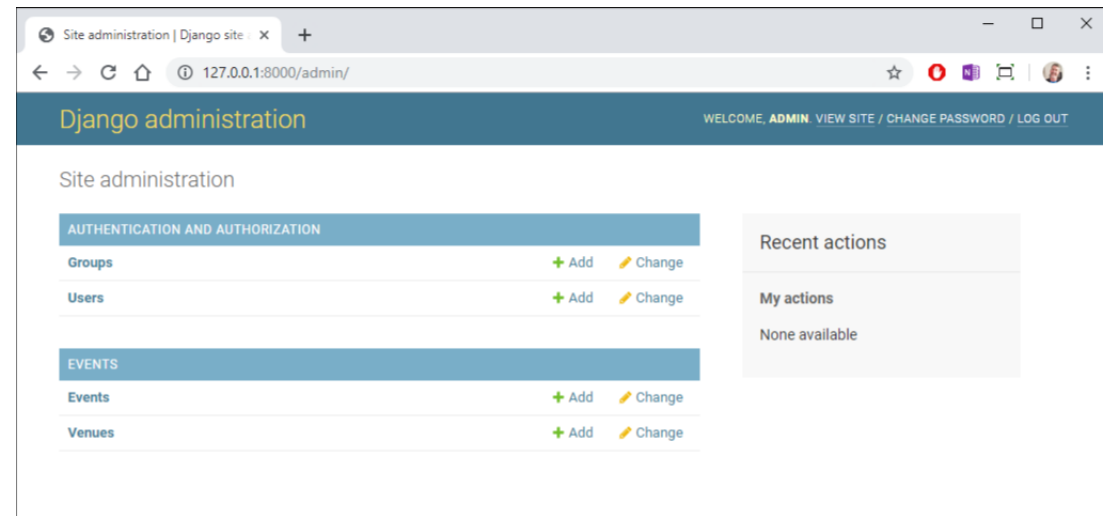 Site administration | Django site
127.0.0.1:8000/admin/
Django administration
WELCOME, ADMIN. VIEW SITE / CHANGE PASSWORD / LOG OUT
Site administration
AUTHENTICATION AND AUTHORIZATION
Groups + Add Change
Users + Add Change
EVENTS
Events + Add Change
Venues + Add Change
Recent actions
My actions
None available